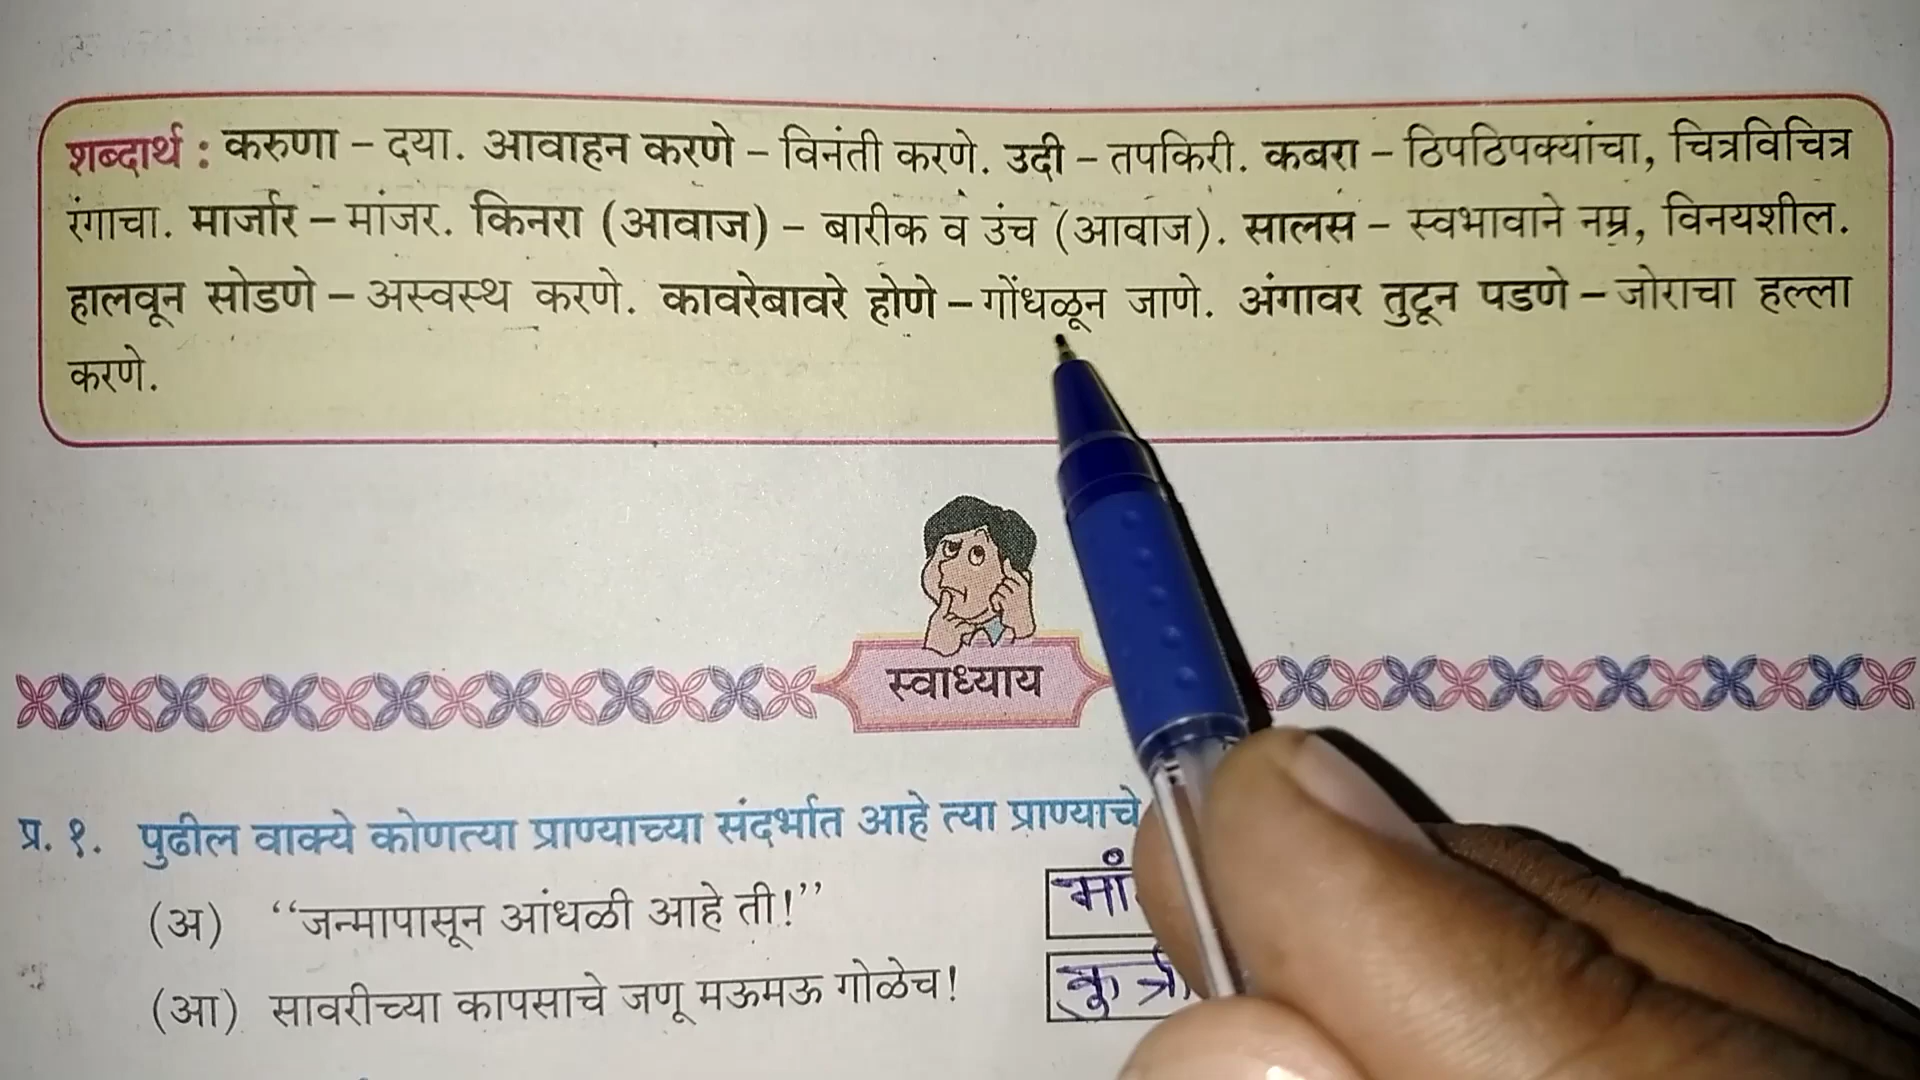 शब्दार्थ : करुणा – दया. आवाहन करणे – विनंती करणे. उदी – तपकिरी. कबरा – ठिपठिपक्यांचा, चित्रविचित्र
रंगाचा. मार्जार – मांजर. किनरा (आवाज) – बारीक व उंच (आवाज). सालस – स्वभावाने नम्र, विनयशील.
हालवून सोडणे – अस्वस्थ करणे. कावरेबावरे होणे – गोंधळून जाणे. अंगावर तुटून पडणे – जोराचा हल्ला
करणे.
स्वाध्याय
प्र. १. पुढील वाक्ये कोणत्या प्राण्याच्या संदर्भात आहे त्या प्राण्याचे
(अ) “जन्मापासून आंधळी आहे ती!” मां
(आ) सावरीच्या कापसाचे जणू मऊमऊ गोळेच! कुत्री